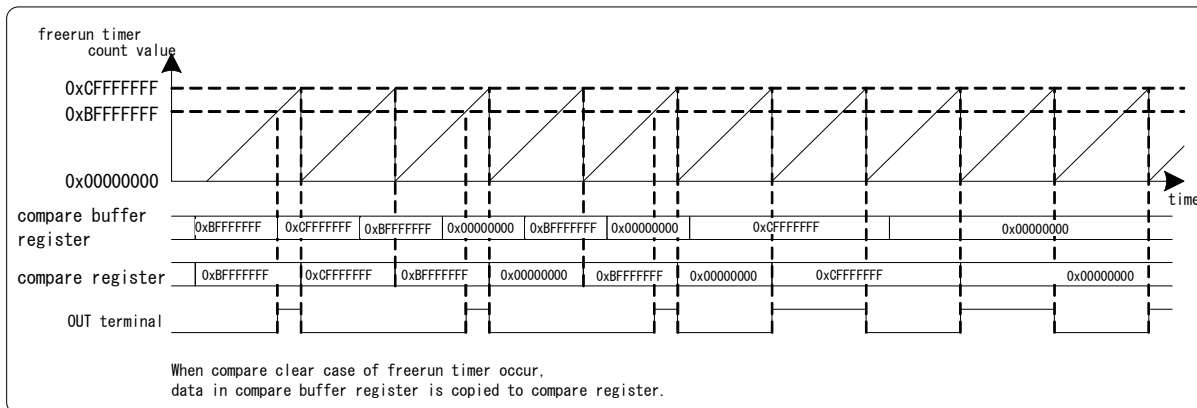 freerun timer
count value
0xCFFFFFFF
0xBFFFFFFF
0x00000000
time
compare buffer
register
0xBFFFFFFF 0xCFFFFFFF 0xBFFFFFFF 0x00000000 0xBFFFFFFF 0x00000000 0xCFFFFFFF 0x00000000
compare register
0xBFFFFFFF 0xCFFFFFFF 0xBFFFFFFF 0x00000000 0xBFFFFFFF 0x00000000 0xCFFFFFFF 0x00000000
OUT terminal
When compare clear case of freerun timer occur,
data in compare buffer register is copied to compare register.